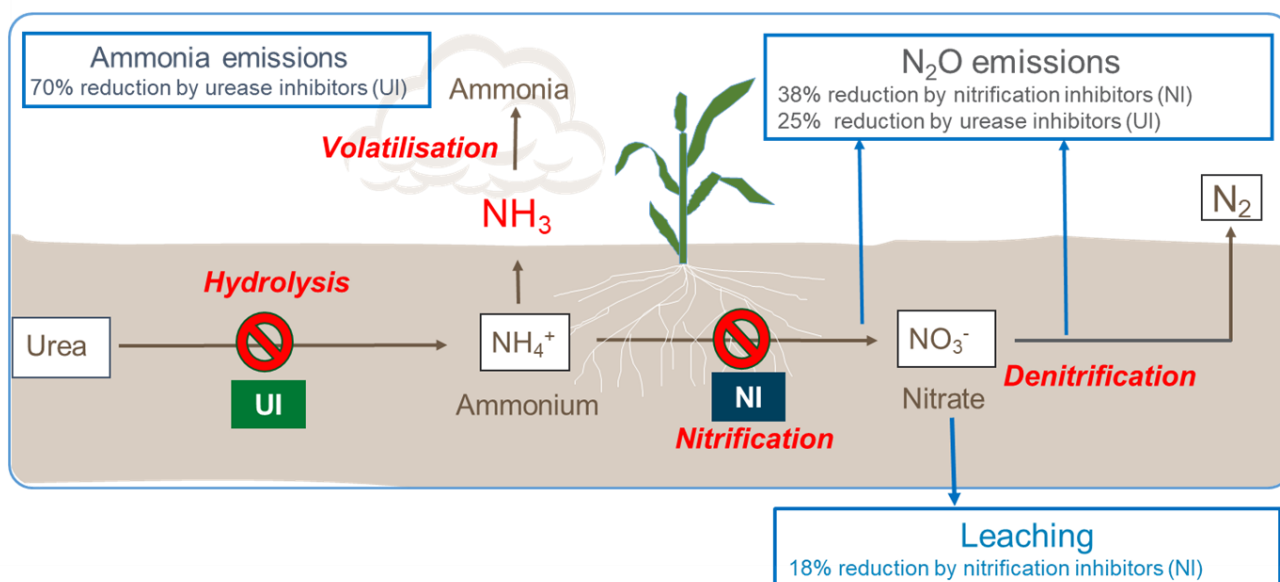 Ammonia emissions
70% reduction by urease inhibitors (UI)
N₂O emissions
38% reduction by nitrification inhibitors (NI)
25% reduction by urease inhibitors (UI)
Ammonia
Volatilisation
NH₃
N₂
Hydrolysis
Urea
UI
NH₄⁺
Ammonium
NI
Nitrification
NO₃⁻
Nitrate
Denitrification
Leaching
18% reduction by nitrification inhibitors (NI)